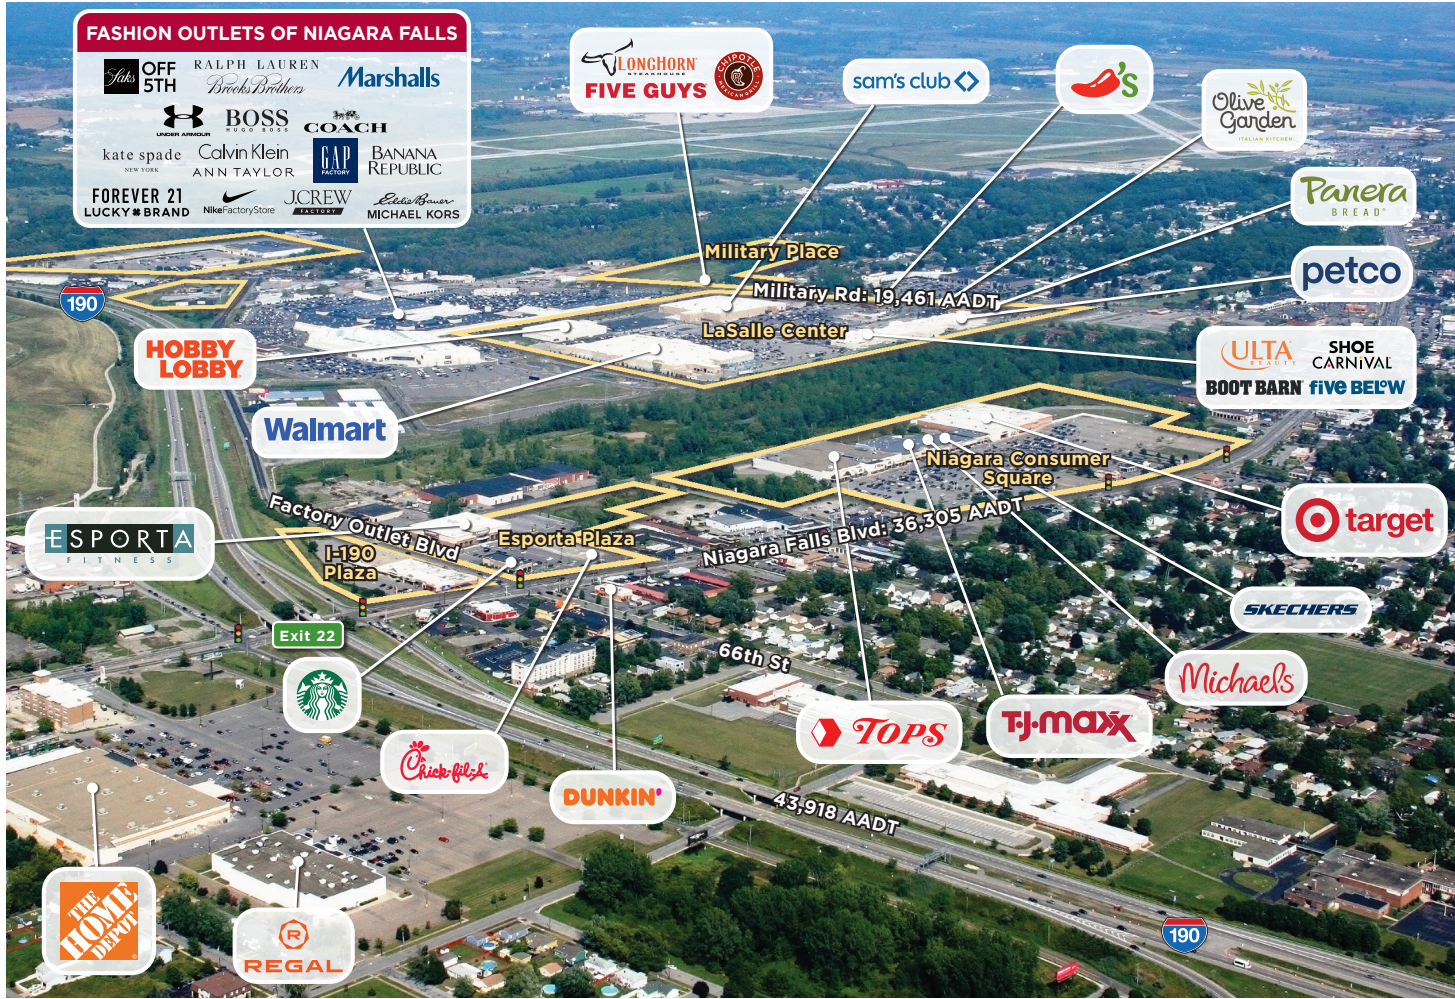 FASHION OUTLETS OF NIAGARA FALLS
Saks OFF 5TH
RALPH LAUREN
Brooks Brothers
Marshalls
UNDER ARMOUR
BOSS
HUGO BOSS
COACH
kate spade
NEW YORK
Calvin Klein
ANN TAYLOR
GAP
FACTORY
BANANA
REPUBLIC
FOREVER 21
LUCKY BRAND
NikeFactoryStore
J.CREW
FACTORY
Eddie Bauer
MICHAEL KORS
LONGHORN
STEAKHOUSE
FIVE GUYS
CHIPOTLE
MEXICAN GRILL
sam's club
's
Olive
Garden
ITALIAN KITCHEN
Panera
BREAD®
petco
ULTA
BEAUTY
SHOE
CARNiVAL
BOOT BARN
fiVE BELoW
190
Military Place
Military Rd: 19,461 AADT
LaSalle Center
HOBBY
LOBBY
Walmart
Niagara Consumer
Square
Niagara Falls Blvd: 36,305 AADT
target
ESPORTA
FITNESS
Factory Outlet Blvd
Esporta Plaza
I-190
Plaza
SKECHERS
Exit 22
66th St
Michaels
TOPS
T·J·maxx
Chick-fil-A
DUNKIN'
43,918 AADT
THE
HOME
DEPOT
R
REGAL
190